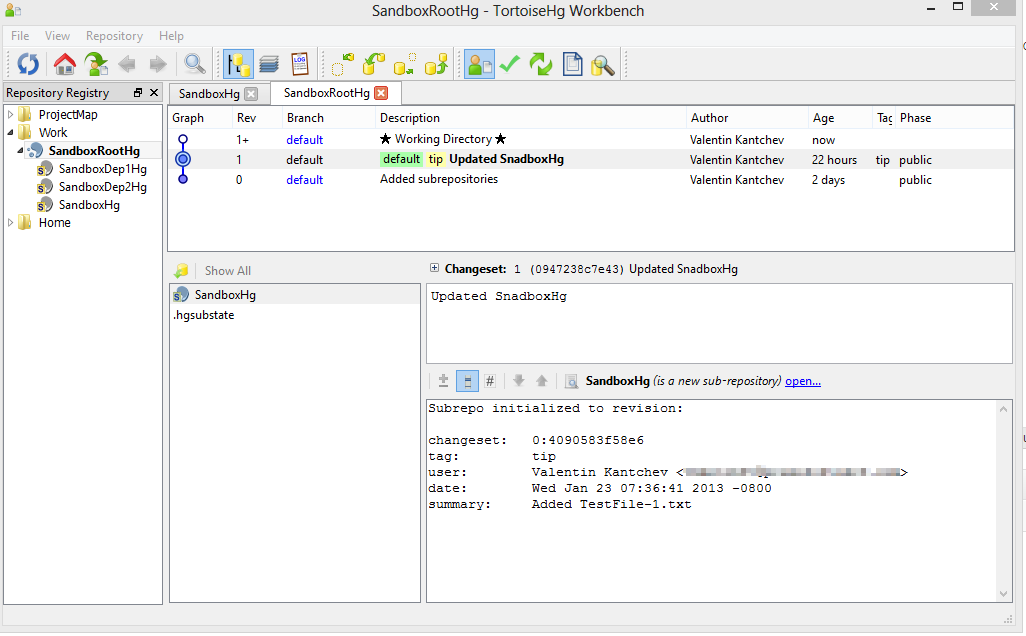 SandboxRootHg - TortoiseHg Workbench
File View Repository Help
LOG
Repository Registry
SandboxHg SandboxRootHg
ProjectMap
Work
SandboxRootHg
SandboxDep1Hg
SandboxDep2Hg
SandboxHg
Home
Graph Rev Branch Description Author Age Tag Phase
1+ default ★ Working Directory ★ Valentin Kantchev now
1 default default tip Updated SnadboxHg Valentin Kantchev 22 hours tip public
0 default Added subrepositories Valentin Kantchev 2 days public
Show All
SandboxHg
.hgsubstate
Changeset: 1 (0947238c7e43) Updated SnadboxHg
Updated SnadboxHg
# SandboxHg (is a new sub-repository) open...
Subrepo initialized to revision:
changeset: 0:4090583f58e6
tag: tip
user: Valentin Kantchev < >
date: Wed Jan 23 07:36:41 2013 -0800
summary: Added TestFile-1.txt